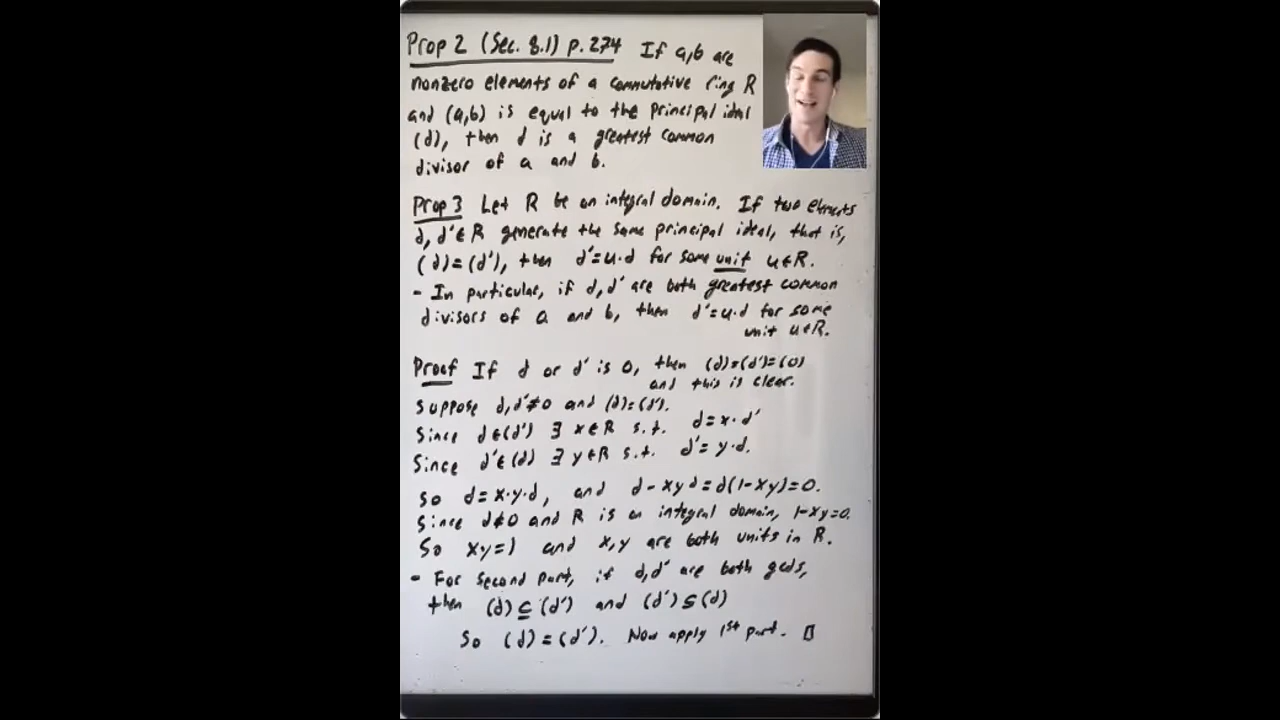 Prop 2 (Sec. 8.1) p. 274 If a,b are
nonzero elements of a commutative ring R
and (a,b) is equal to the principal ideal
(d), then d is a greatest common
divisor of a and b.
Prop 3 Let R be an integral domain. If two elements
d, d'∈R generate the same principal ideal, that is,
(d)=(d'), then d'=u·d for some unit u∈R.
- In particular, if d,d' are both greatest common
divisors of a and b, then d'=u·d for some
unit u∈R.
Proof If d or d' is 0, then (d)=(d')=(0)
and this is clear.
Suppose d,d'≠0 and (d)=(d').
Since d∈(d') ∃ x∈R s.t. d=x·d'
Since d'∈(d) ∃ y∈R s.t. d'=y·d.
So d=x·y·d, and d-xyd=d(1-xy)=0.
Since d≠0 and R is an integral domain, 1-xy=0.
So xy=1 and x,y are both units in R.
- For second part, if d,d' are both gcds,
then (d)⊆(d') and (d')⊆(d)
So (d)=(d'). Now apply 1st part. □